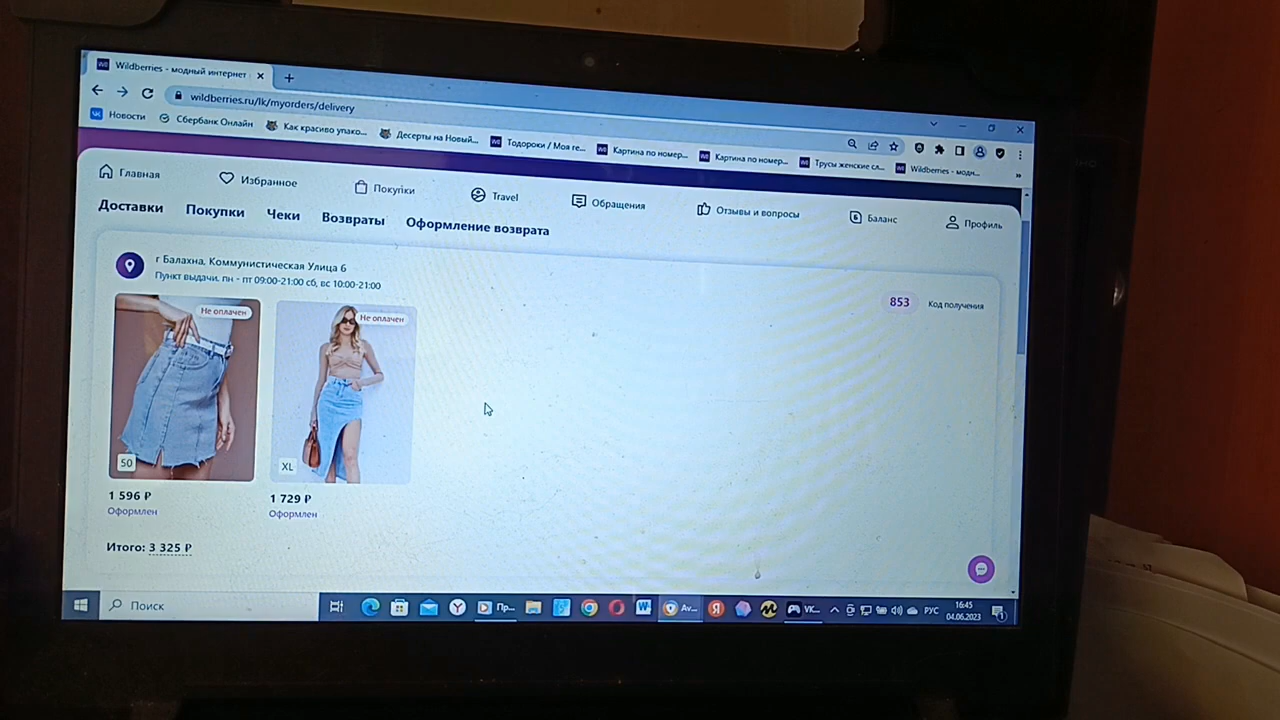 Wildberries - модный интернет
wildberries.ru/lk/myorders/delivery
Новости Сбербанк Онлайн Как красиво упако... Десерты на Новый... Тодороки / Моя ге... Картина по номер... Картина по номер... Трусы женские сл... Wildberries - модн...
Главная Избранное Покупки Travel Обращения Отзывы и вопросы Баланс Профиль
Доставки Покупки Чеки Возвраты Оформление возврата
г Балахна, Коммунистическая Улица 6
Пункт выдачи, пн - пт 09:00-21:00 сб, вс 10:00-21:00
853 Код получения
Не оплачен Не оплачен
50 XL
1 596 ₽ 1 729 ₽
Оформлен Оформлен
Итого: 3 325 ₽
Поиск Пр... Av... VK... РУС 16:45
04.06.2023